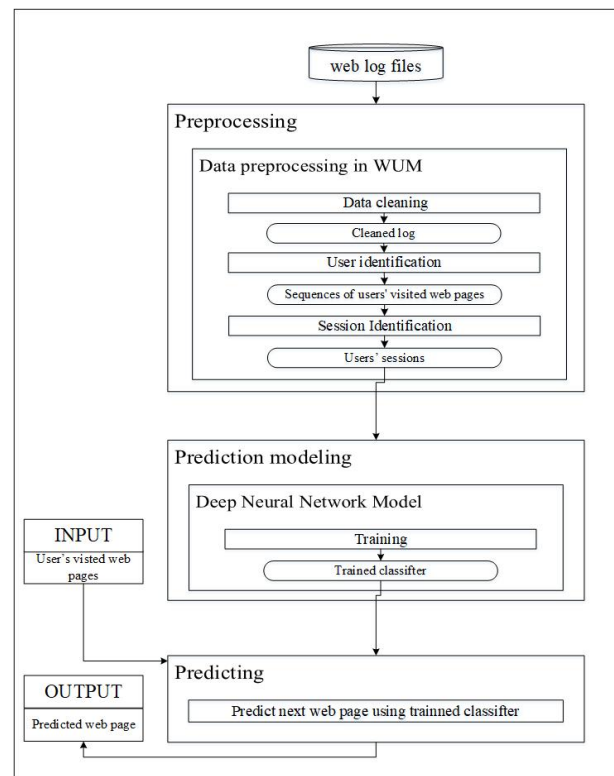 web log files
Preprocessing
Data preprocessing in WUM
Data cleaning
Cleaned log
User identification
Sequences of users' visited web pages
Session Identification
Users' sessions
Prediction modeling
Deep Neural Network Model
Training
Trained classifter
INPUT
User's visted web
pages
Predicting
Predict next web page using trainned classifter
OUTPUT
Predicted web page